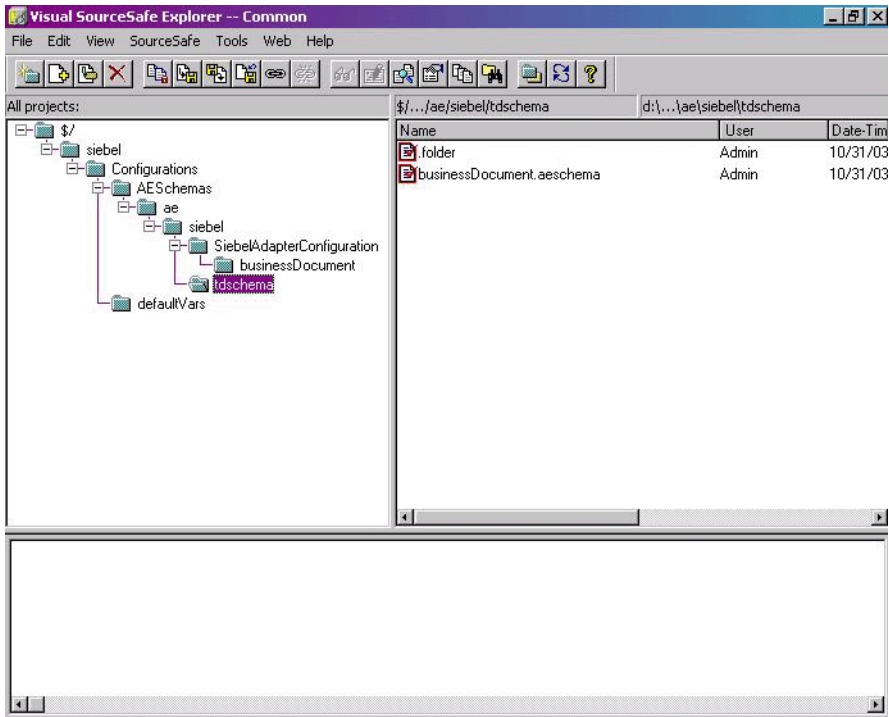 Visual SourceSafe Explorer -- Common
File Edit View SourceSafe Tools Web Help
All projects:
$/.../ae/siebel/tdschema
d:\...\ae\siebel\tdschema
$/
siebel
Configurations
AESchemas
ae
siebel
SiebelAdapterConfiguration
businessDocument
tdschema
defaultVars
Name User Date-Tim
.folder Admin 10/31/03
businessDocument.aeschema Admin 10/31/03